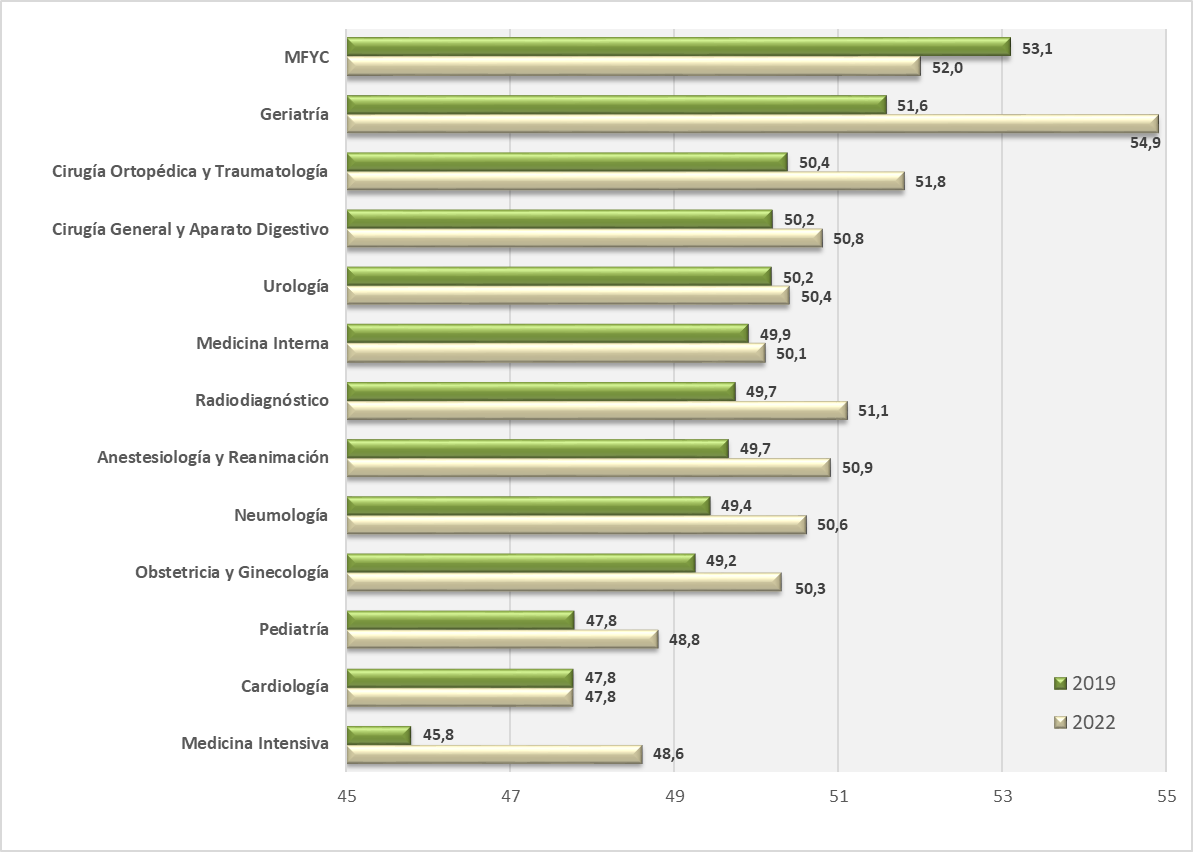 MFYC
53,1
52,0
Geriatría
51,6
54,9
Cirugía Ortopédica y Traumatología
50,4
51,8
Cirugía General y Aparato Digestivo
50,2
50,8
Urología
50,2
50,4
Medicina Interna
49,9
50,1
Radiodiagnóstico
49,7
51,1
Anestesiología y Reanimación
49,7
50,9
Neumología
49,4
50,6
Obstetricia y Ginecología
49,2
50,3
Pediatría
47,8
48,8
Cardiología
47,8
47,8
Medicina Intensiva
45,8
48,6
2019
2022
45 47 49 51 53 55